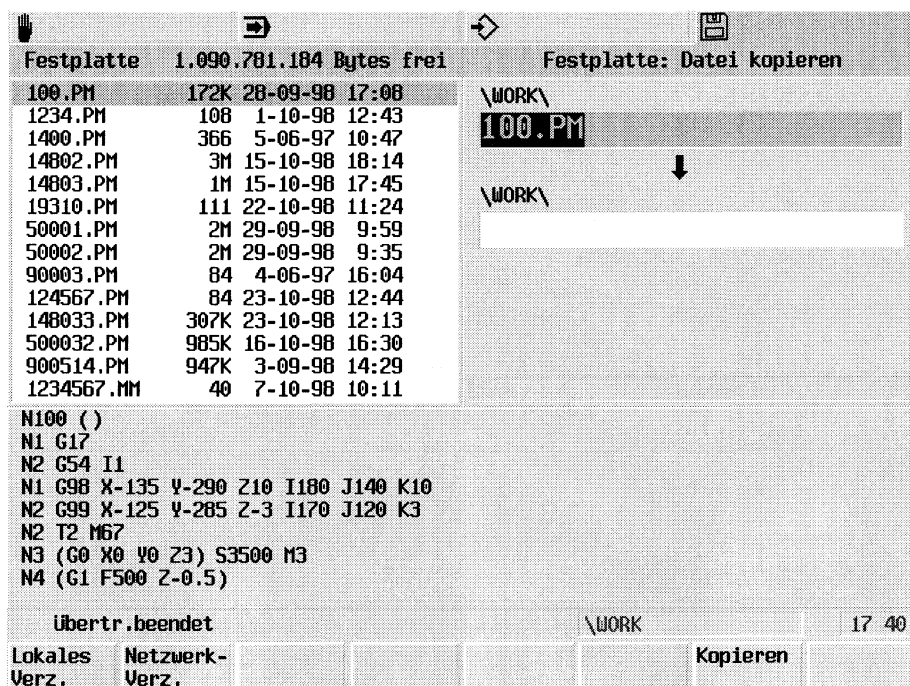 Festplatte 1.090.781.184 Bytes frei
100.PM 172K 28-09-98 17:08
1234.PM 108 1-10-98 12:43
1400.PM 366 5-06-97 10:47
14802.PM 3M 15-10-98 18:14
14803.PM 1M 15-10-98 17:45
19310.PM 111 22-10-98 11:24
50001.PM 2M 29-09-98 9:59
50002.PM 2M 29-09-98 9:35
90003.PM 84 4-06-97 16:04
124567.PM 84 23-10-98 12:44
148033.PM 307K 23-10-98 12:13
500032.PM 985K 16-10-98 16:30
900514.PM 947K 3-09-98 14:29
1234567.MM 40 7-10-98 10:11
Festplatte: Datei kopieren
\WORK\
100.PM
\WORK\
N100 ()
N1 G17
N2 G54 I1
N1 G98 X-135 Y-290 Z10 I180 J140 K10
N2 G99 X-125 Y-285 Z-3 I170 J120 K3
N2 T2 M67
N3 (G0 X0 Y0 Z3) S3500 M3
N4 (G1 F500 Z-0.5)
Übertr.beendet \WORK 17 40
Lokales Verz.
Netzwerk-
Verz.
Kopieren